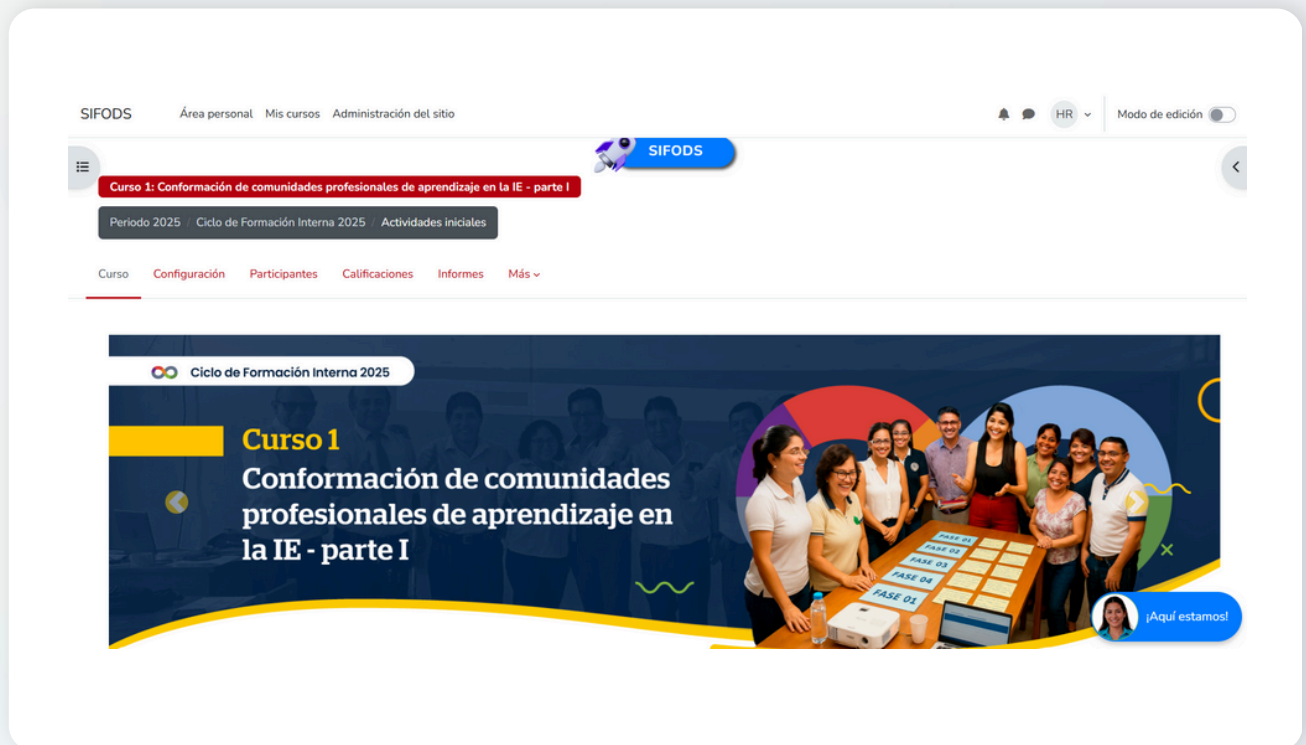 SIFODS
Área personal Mis cursos Administración del sitio
HR
Modo de edición
SIFODS
Curso 1: Conformación de comunidades profesionales de aprendizaje en la IE - parte I
Periodo 2025 / Ciclo de Formación Interna 2025 / Actividades iniciales
Curso Configuración Participantes Calificaciones Informes Más
Ciclo de Formación Interna 2025
Curso 1
Conformación de comunidades
profesionales de aprendizaje en
la IE - parte I
FASE 01
FASE 02
FASE 03
FASE 04
FASE 01
¡Aquí estamos!